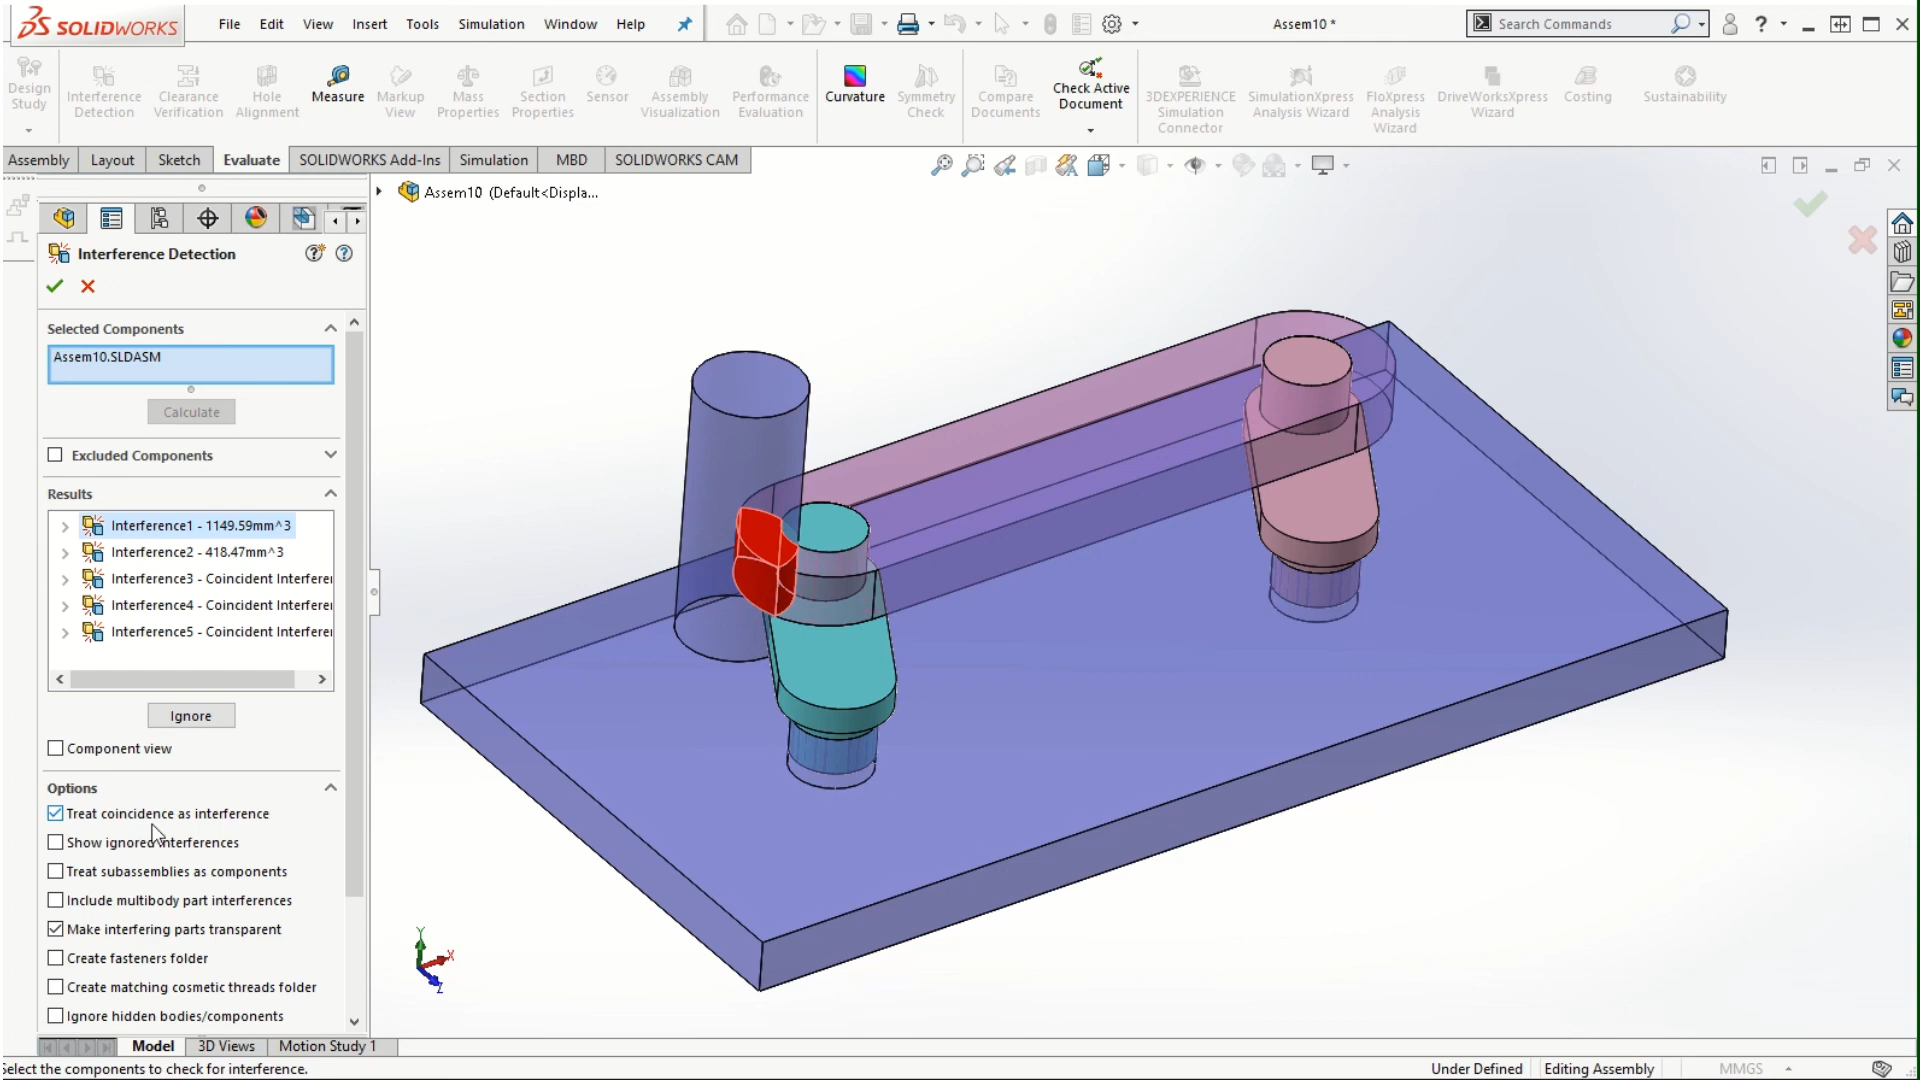 SOLIDWORKS File Edit View Insert Tools Simulation Window Help Assem10 * Search Commands ?
Design Study
Interference Detection
Clearance Verification
Hole Alignment
Measure
Markup View
Mass Properties
Section Properties
Sensor
Assembly Visualization
Performance Evaluation
Curvature
Symmetry Check
Compare Documents
Check Active Document
3DEXPERIENCE Simulation Connector
SimulationXpress Analysis Wizard
FloXpress Analysis Wizard
DriveWorksXpress Wizard
Costing
Sustainability
Assembly Layout Sketch Evaluate SOLIDWORKS Add-Ins Simulation MBD SOLIDWORKS CAM
Assem10 (Default<Displa...
Interference Detection
Selected Components
Assem10.SLDASM
Calculate
Excluded Components
Results
Interference1 - 1149.59mm^3
Interference2 - 418.47mm^3
Interference3 - Coincident Interferer
Interference4 - Coincident Interferer
Interference5 - Coincident Interferer
Ignore
Component view
Options
Treat coincidence as interference
Show ignored interferences
Treat subassemblies as components
Include multibody part interferences
Make interfering parts transparent
Create fasteners folder
Create matching cosmetic threads folder
Ignore hidden bodies/components
Y
X
Z
Model 3D Views Motion Study 1
Select the components to check for interference. Under Defined Editing Assembly MMGS